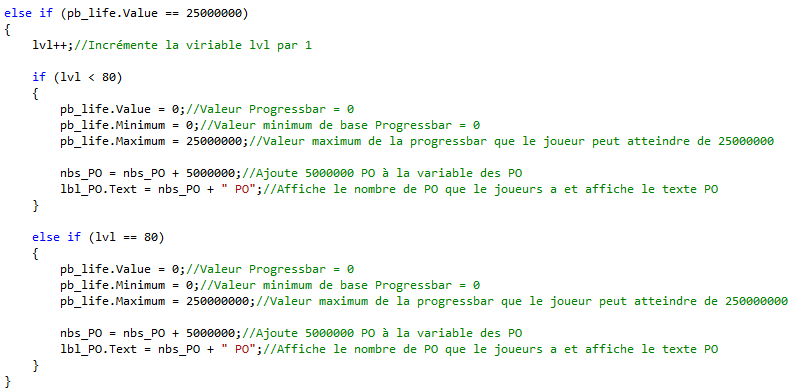 else if (pb_life.Value == 25000000)
{
    lvl++;//Incrémente la viriable lvl par 1

    if (lvl < 80)
    {
        pb_life.Value = 0;//Valeur Progressbar = 0
        pb_life.Minimum = 0;//Valeur minimum de base Progressbar = 0
        pb_life.Maximum = 25000000;//Valeur maximum de la progressbar que le joueur peut atteindre de 25000000

        nbs_PO = nbs_PO + 5000000;//Ajoute 5000000 PO à la variable des PO
        lbl_PO.Text = nbs_PO + " PO";//Affiche le nombre de PO que le joueurs a et affiche le texte PO
    }

    else if (lvl == 80)
    {
        pb_life.Value = 0;//Valeur Progressbar = 0
        pb_life.Minimum = 0;//Valeur minimum de base Progressbar = 0
        pb_life.Maximum = 250000000;//Valeur maximum de la progressbar que le joueur peut atteindre de 250000000

        nbs_PO = nbs_PO + 5000000;//Ajoute 5000000 PO à la variable des PO
        lbl_PO.Text = nbs_PO + " PO";//Affiche le nombre de PO que le joueurs a et affiche le texte PO
    }
}